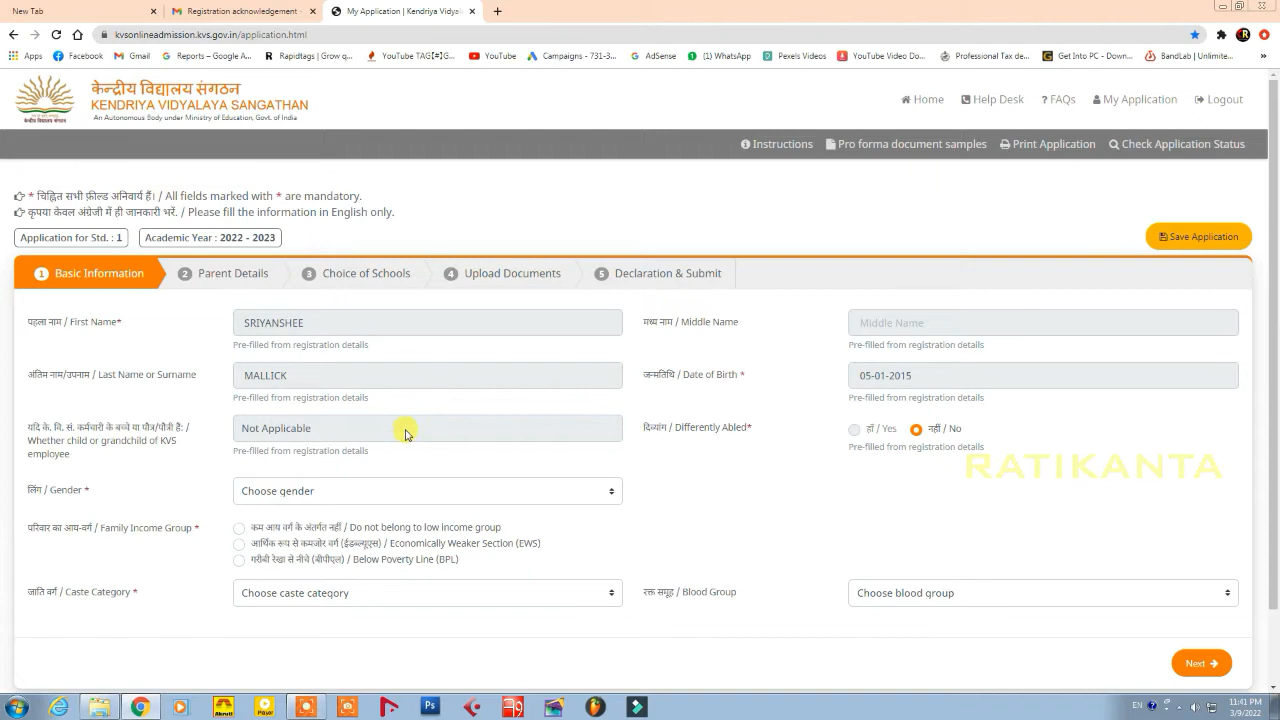 New Tab
Registration acknowledgement -
My Application | Kendriya Vidyal
kvsonlineadmission.kvs.gov.in/application.html
Apps
Facebook
Gmail
Reports – Google A...
Rapidtags | Grow q...
YouTube
Campaigns - 731-3...
AdSense
(1) WhatsApp
Pexels Videos
YouTube Video Do...
Professional Tax de...
Get Into PC - Down...
BandLab | Unlimite...
केन्द्रीय विद्यालय संगठन
KENDRIYA VIDYALAYA SANGATHAN
An Autonomous Body under Ministry of Education, Govt. of India
Home
Help Desk
? FAQs
My Application
Logout
Instructions
Pro forma document samples
Print Application
Check Application Status
* चिह्नित सभी फ़ील्ड अनिवार्य हैं। / All fields marked with * are mandatory.
कृपया केवल अंग्रेजी में ही जानकारी भरें. / Please fill the information in English only.
Application for Std. : 1
Academic Year : 2022 - 2023
Save Application
1 Basic Information
2 Parent Details
3 Choice of Schools
4 Upload Documents
5 Declaration & Submit
पहला नाम / First Name*
SRIYANSHEE
Pre-filled from registration details
मध्य नाम / Middle Name
Middle Name
Pre-filled from registration details
अंतिम नाम/उपनाम / Last Name or Surname
MALLICK
Pre-filled from registration details
जन्मतिथि / Date of Birth *
05-01-2015
Pre-filled from registration details
यदि के. वि. सं. कर्मचारी के बच्चे या पौत्र/पौत्री हैं: /
Whether child or grandchild of KVS
employee
Not Applicable
Pre-filled from registration details
दिव्यांग / Differently Abled*
हाँ / Yes
नहीं / No
Pre-filled from registration details
RATIKANTA
लिंग / Gender *
Choose gender
परिवार का आय-वर्ग / Family Income Group *
कम आय वर्ग के अंतर्गत नहीं / Do not belong to low income group
आर्थिक रूप से कमजोर वर्ग (ईडब्ल्यूएस) / Economically Weaker Section (EWS)
गरीबी रेखा से नीचे (बीपीएल) / Below Poverty Line (BPL)
जाति वर्ग / Caste Category *
Choose caste category
रक्त समूह / Blood Group
Choose blood group
Next
EN
11:41 PM
3/9/2022